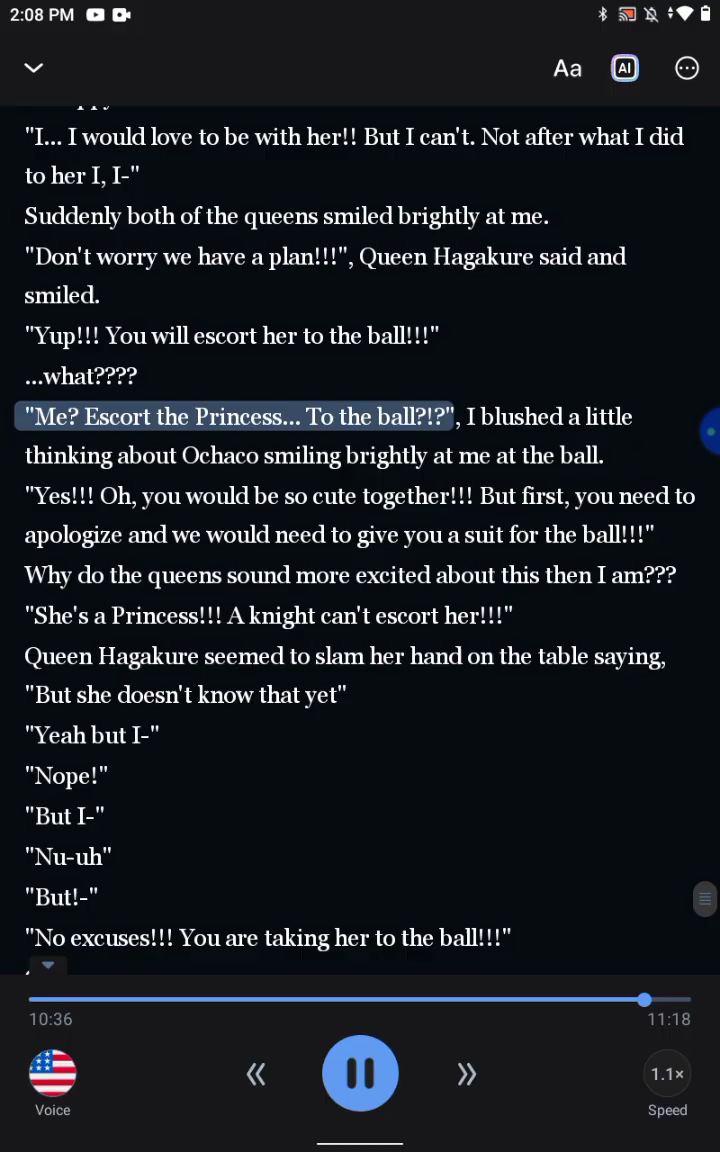 2:08 PM
Aa
AI
"I... I would love to be with her!! But I can't. Not after what I did
to her I, I-"
Suddenly both of the queens smiled brightly at me.
"Don't worry we have a plan!!!", Queen Hagakure said and
smiled.
"Yup!!! You will escort her to the ball!!!"
...what????
"Me? Escort the Princess... To the ball?!?", I blushed a little
thinking about Ochaco smiling brightly at me at the ball.
"Yes!!! Oh, you would be so cute together!!! But first, you need to
apologize and we would need to give you a suit for the ball!!!"
Why do the queens sound more excited about this then I am???
"She's a Princess!!! A knight can't escort her!!!"
Queen Hagakure seemed to slam her hand on the table saying,
"But she doesn't know that yet"
"Yeah but I-"
"Nope!"
"But I-"
"Nu-uh"
"But!-"
"No excuses!!! You are taking her to the ball!!!"
10:36
11:18
1.1×
Voice
Speed